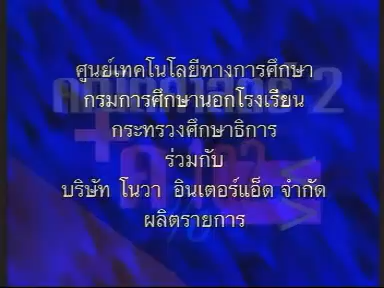 ศูนย์เทคโนโลยีทางการศึกษา
กรมการศึกษานอกโรงเรียน
กระทรวงศึกษาธิการ
ร่วมกับ
บริษัท โนวา อินเตอร์แอ็ด จำกัด
ผลิตรายการ